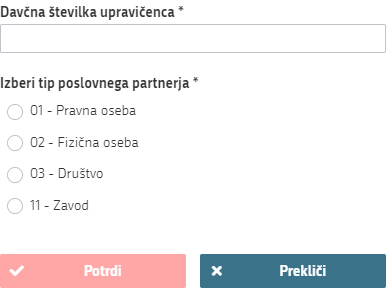 Davčna številka upravičenca *
Izberi tip poslovnega partnerja *
01 - Pravna oseba
02 - Fizična oseba
03 - Društvo
11 - Zavod
Potrdi
Prekliči